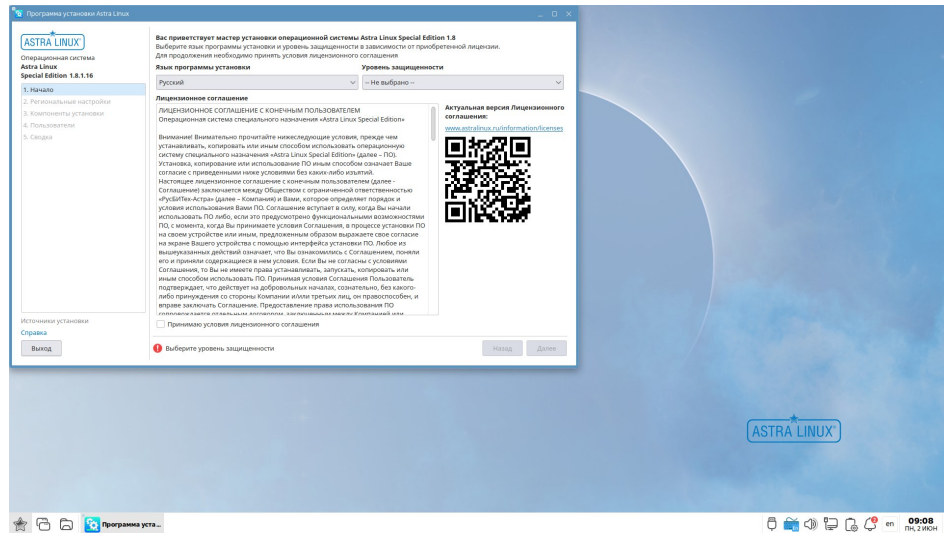 Программа установки Astra Linux
ASTRA LINUX
Операционная система
Astra Linux
Special Edition 1.8.1.16
1. Начало
2. Региональные настройки
3. Компоненты установки
4. Пользователи
5. Сводка
Источники установки
Справка
Выход
Вас приветствует мастер установки операционной системы Astra Linux Special Edition 1.8
Выберите язык программы установки и уровень защищенности в зависимости от приобретенной лицензии.
Для продолжения необходимо принять условия лицензионного соглашения
Язык программы установки
Уровень защищенности
Русский
-- Не выбрано --
Лицензионное соглашение
ЛИЦЕНЗИОННОЕ СОГЛАШЕНИЕ С КОНЕЧНЫМ ПОЛЬЗОВАТЕЛЕМ
Операционная система специального назначения «Astra Linux Special Edition»
Внимание! Внимательно прочитайте нижеследующие условия, прежде чем
устанавливать, копировать или иным способом использовать операционную
систему специального назначения «Astra Linux Special Edition» (далее – ПО).
Установка, копирование или использование ПО иным способом означает Ваше
согласие с приведенными ниже условиями без каких-либо изъятий.
Настоящее лицензионное соглашение с конечным пользователем (далее -
Соглашение) заключается между Обществом с ограниченной ответственностью
«РусБИТех-Астра» (далее – Компания) и Вами, которое определяет порядок и
условия использования Вами ПО. Соглашение вступает в силу, когда Вы начали
использовать ПО либо, если это предусмотрено функциональными возможностями
ПО, с момента, когда Вы принимаете условия Соглашения, в процессе установки ПО
на своем устройстве или иным, предложенным образом выражаете свое согласие
на экране Вашего устройства с помощью интерфейса установки ПО. Любое из
вышеуказанных действий означает, что Вы ознакомились с Соглашением, поняли
его и приняли содержащиеся в нем условия. Если Вы не согласны с условиями
Соглашения, то Вы не имеете права устанавливать, запускать, копировать или
иным способом использовать ПО. Принимая условия Соглашения Пользователь
подтверждает, что действует на добровольных началах, сознательно, без какого-
либо принуждения со стороны Компании и/или третьих лиц, он правоспособен, и
вправе заключать Соглашение. Предоставление права использования ПО
сопровождается отдельным договором, заключенным между Компанией или
Актуальная версия Лицензионного
соглашения:
www.astralinux.ru/information/licenses
Принимаю условия лицензионного соглашения
Выберите уровень защищенности
Назад
Далее
ASTRA LINUX
Программа уста...
en
09:08
ПН, 2 ИЮН